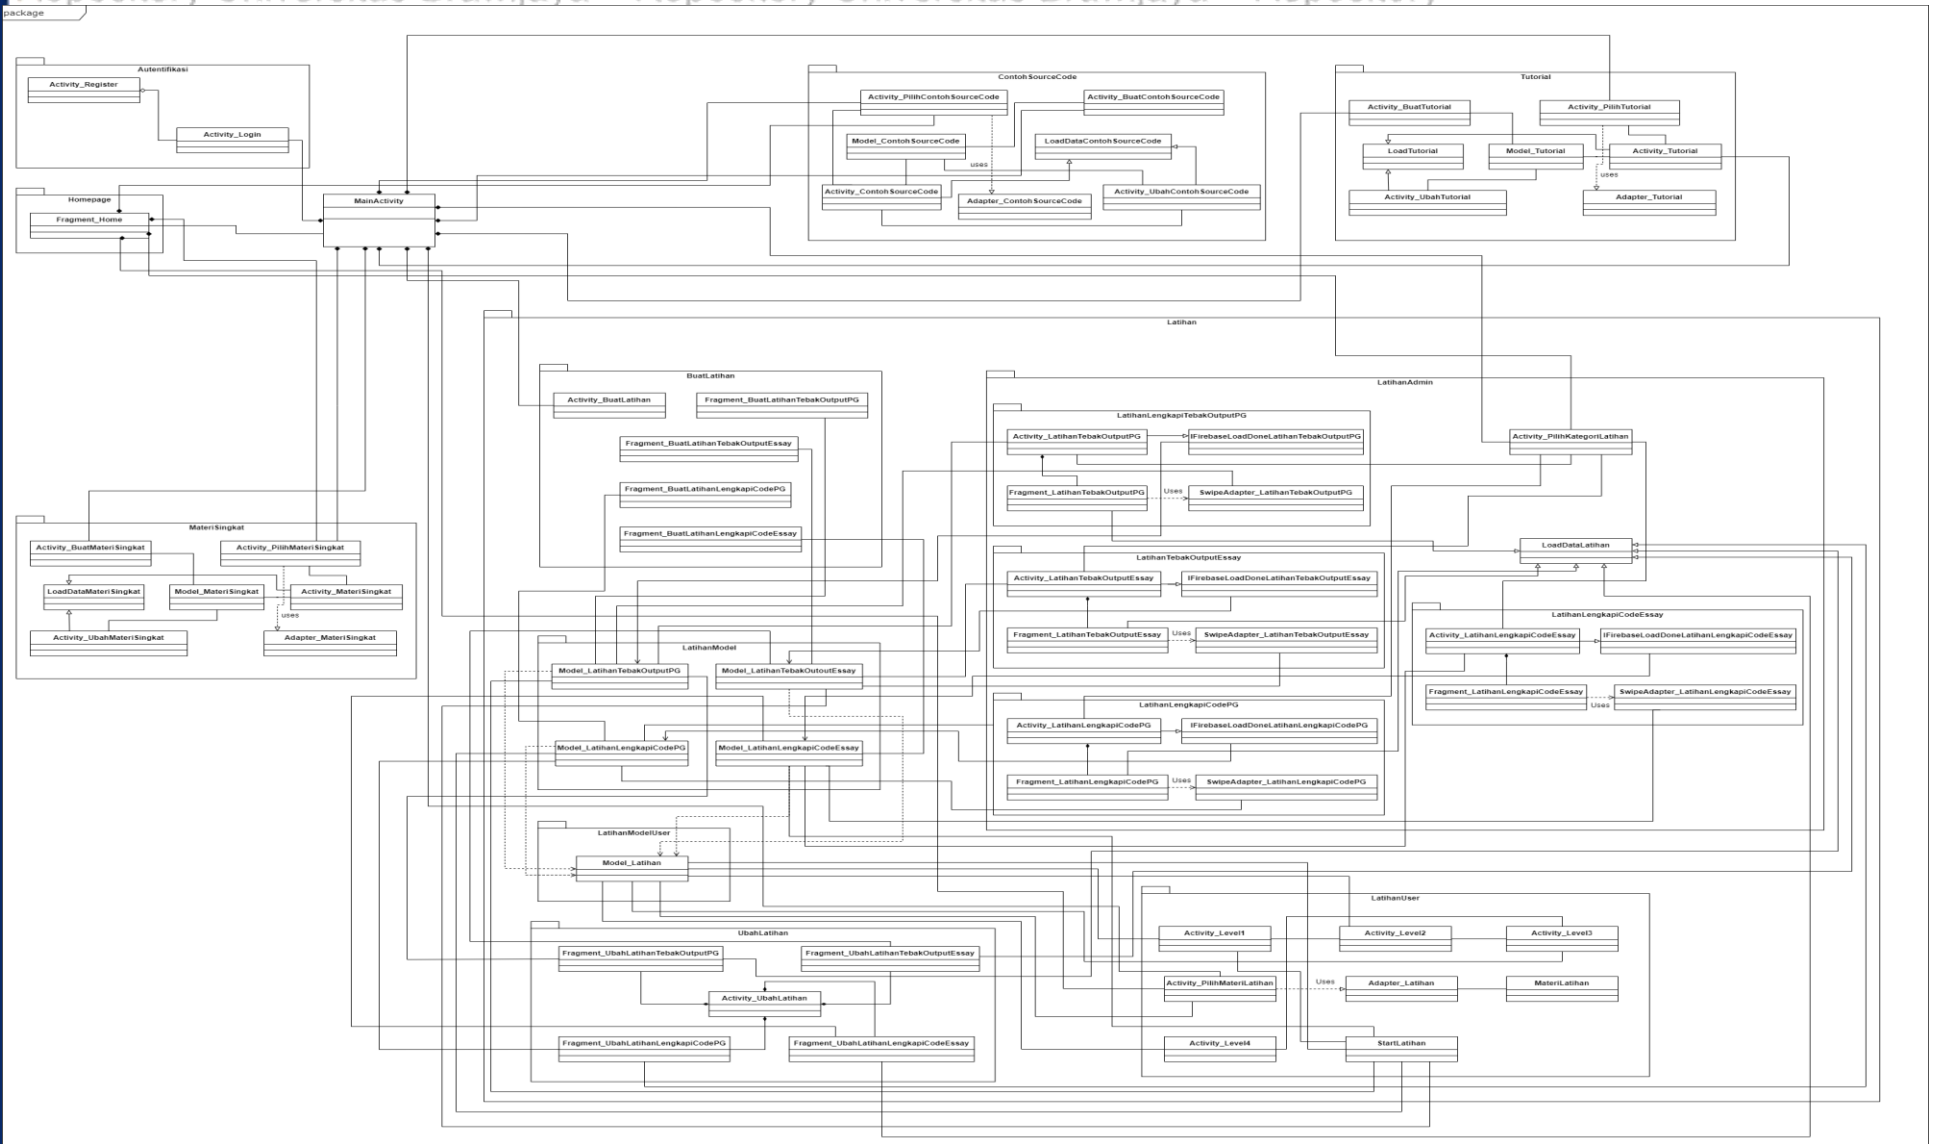 package
Autentifikasi
Activity_Register
Activity_Login
Homepage
Fragment_Home
MainActivity
ContohSourceCode
Activity_PilihContohSourceCode
Activity_BuatContohSourceCode
Model_ContohSourceCode
LoadDataContohSourceCode
uses
Activity_ContohSourceCode
Adapter_ContohSourceCode
Activity_UbahContohSourceCode
Tutorial
Activity_BuatTutorial
Activity_PilihTutorial
LoadTutorial
Model_Tutorial
Activity_Tutorial
uses
Activity_UbahTutorial
Adapter_Tutorial
MateriSingkat
Activity_BuatMateriSingkat
Activity_PilihMateriSingkat
LoadDataMateriSingkat
Model_MateriSingkat
Activity_MateriSingkat
uses
Activity_UbahMateriSingkat
Adapter_MateriSingkat
Latihan
BuatLatihan
Activity_BuatLatihan
Fragment_BuatLatihanTebakOutputPG
Fragment_BuatLatihanTebakOutputEssay
Fragment_BuatLatihanLengkapiCodePG
Fragment_BuatLatihanLengkapiCodeEssay
LatihanAdmin
LatihanLengkapiTebakOutputPG
Activity_LatihanTebakOutputPG
IFirebaseLoadDoneLatihanTebakOutputPG
Fragment_LatihanTebakOutputPG
Uses
SwipeAdapter_LatihanTebakOutputPG
Activity_PilihKategoriLatihan
LoadDataLatihan
LatihanTebakOutputEssay
Activity_LatihanTebakOutputEssay
IFirebaseLoadDoneLatihanTebakOutputEssay
Fragment_LatihanTebakOutputEssay
Uses
SwipeAdapter_LatihanTebakOutputEssay
LatihanLengkapiCodeEssay
Activity_LatihanLengkapiCodeEssay
IFirebaseLoadDoneLatihanLengkapiCodeEssay
Fragment_LatihanLengkapiCodeEssay
Uses
SwipeAdapter_LatihanLengkapiCodeEssay
LatihanLengkapiCodePG
Activity_LatihanLengkapiCodePG
IFirebaseLoadDoneLatihanLengkapiCodePG
Fragment_LatihanLengkapiCodePG
Uses
SwipeAdapter_LatihanLengkapiCodePG
LatihanModel
Model_LatihanTebakOutputPG
Model_LatihanTebakOutoutEssay
Model_LatihanLengkapiCodePG
Model_LatihanLengkapiCodeEssay
LatihanModelUser
Model_Latihan
UbahLatihan
Fragment_UbahLatihanTebakOutputPG
Fragment_UbahLatihanTebakOutputEssay
Activity_UbahLatihan
Fragment_UbahLatihanLengkapiCodePG
Fragment_UbahLatihanLengkapiCodeEssay
LatihanUser
Activity_Level1
Activity_Level2
Activity_Level3
Activity_PilihMateriLatihan
Uses
Adapter_Latihan
MateriLatihan
Activity_Level4
StartLatihan